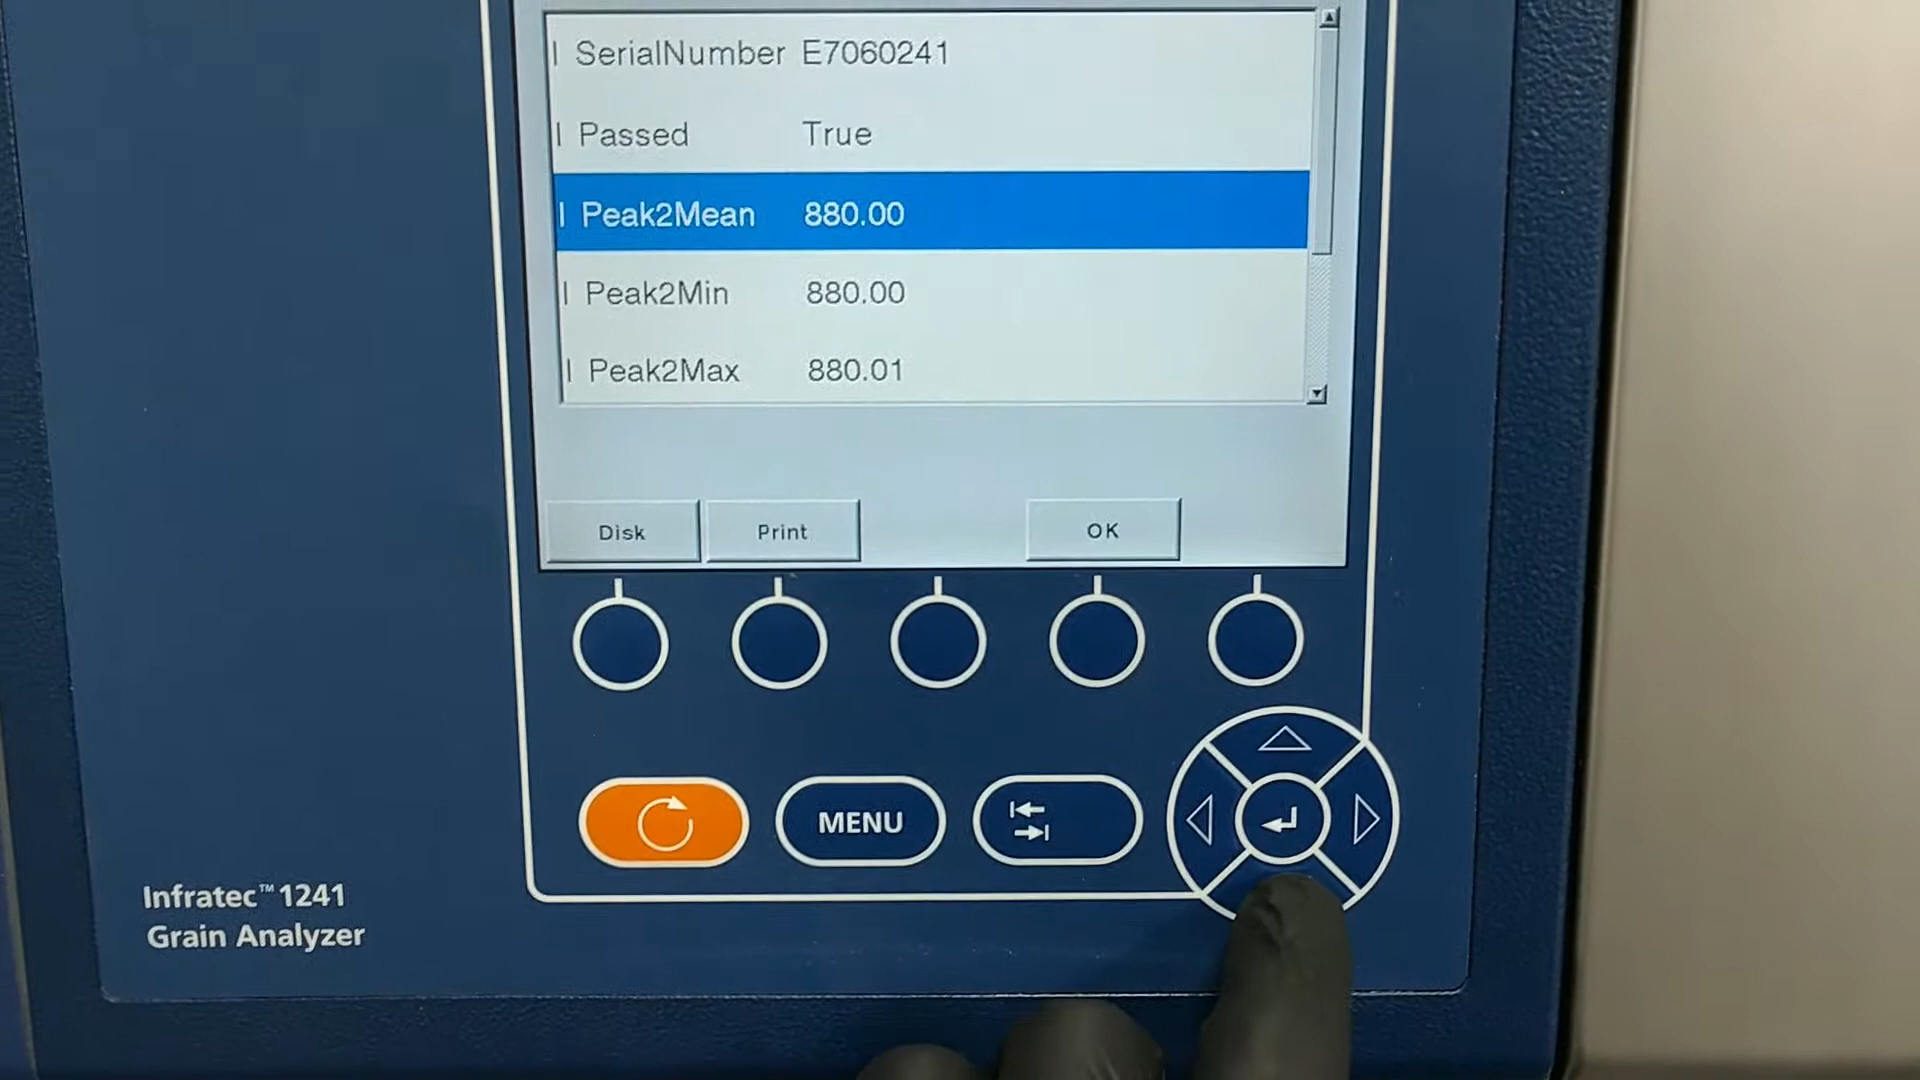 SerialNumber E7060241
Passed True
Peak2Mean 880.00
Peak2Min 880.00
Peak2Max 880.01
Disk Print OK
MENU
Infratec™ 1241
Grain Analyzer